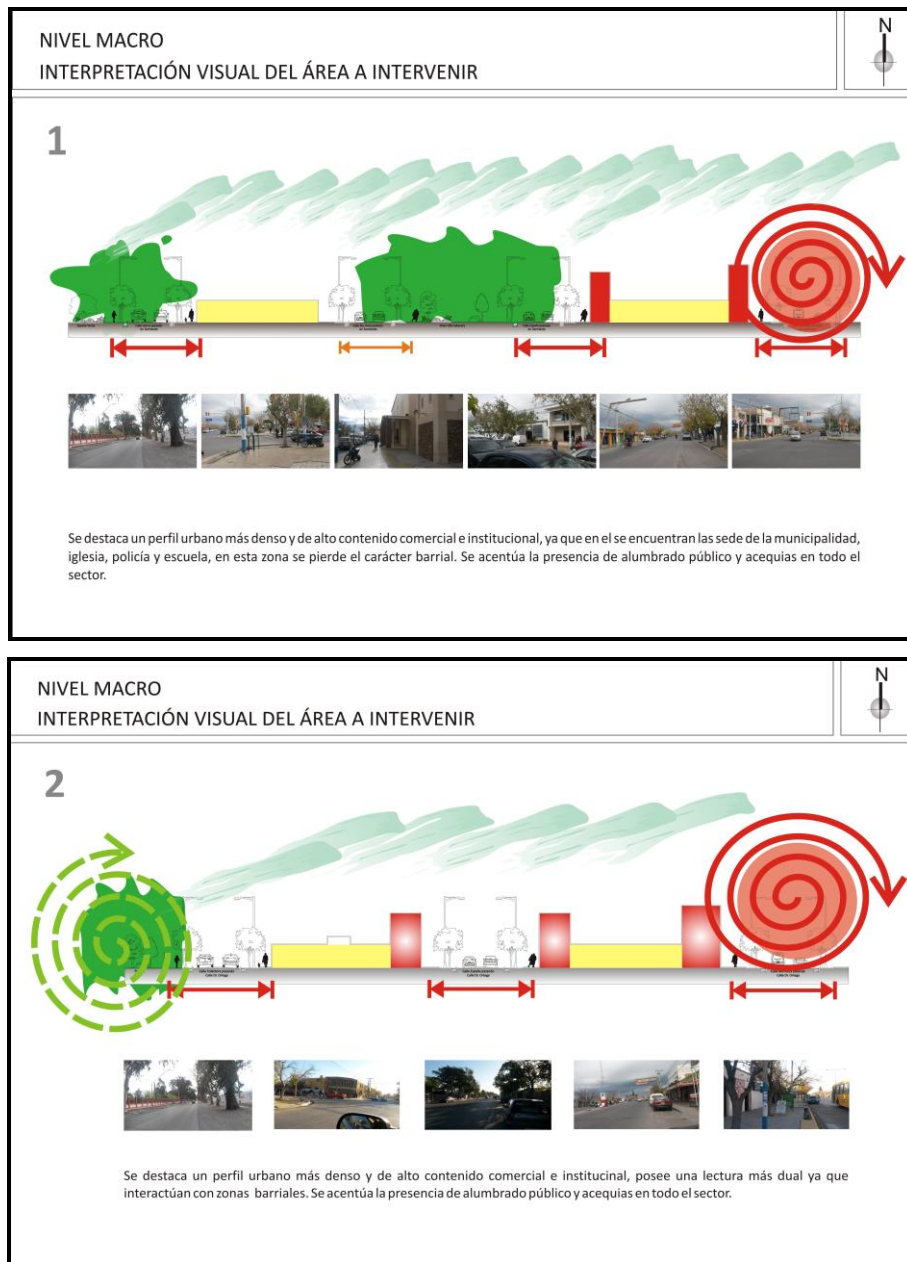 NIVEL MACRO
INTERPRETACIÓN VISUAL DEL ÁREA A INTERVENIR
N
1
Se destaca un perfil urbano más denso y de alto contenido comercial e institucional, ya que en el se encuentran las sede de la municipalidad,
iglesia, policía y escuela, en esta zona se pierde el carácter barrial. Se acentúa la presencia de alumbrado público y acequias en todo el
sector.
NIVEL MACRO
INTERPRETACIÓN VISUAL DEL ÁREA A INTERVENIR
N
2
Se destaca un perfil urbano más denso y de alto contenido comercial e institucinal, posee una lectura más dual ya que
interactúan con zonas barriales. Se acentúa la presencia de alumbrado público y acequias en todo el sector.